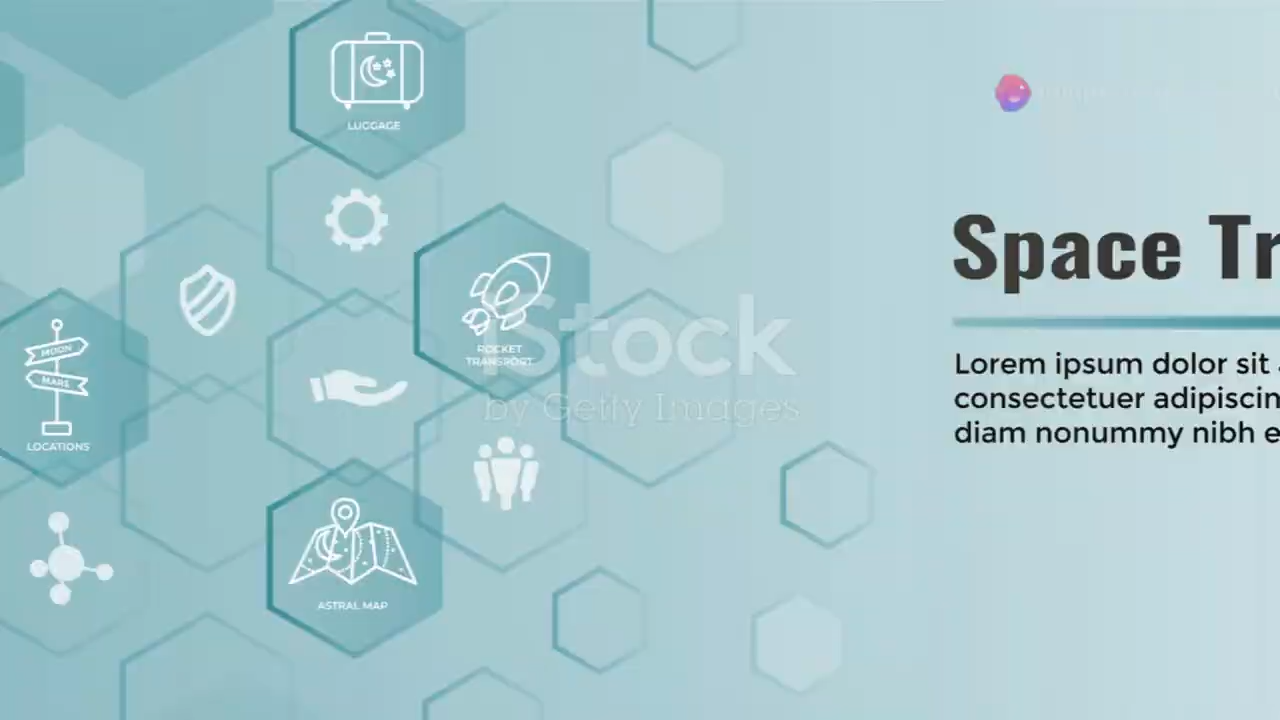 LUGGAGE
ROCKET
TRANSPORT
MOON
MARS
LOCATIONS
ASTRAL MAP
iStock
by Getty Images
Space Tr
Lorem ipsum dolor sit
consectetuer adipiscin
diam nonummy nibh e